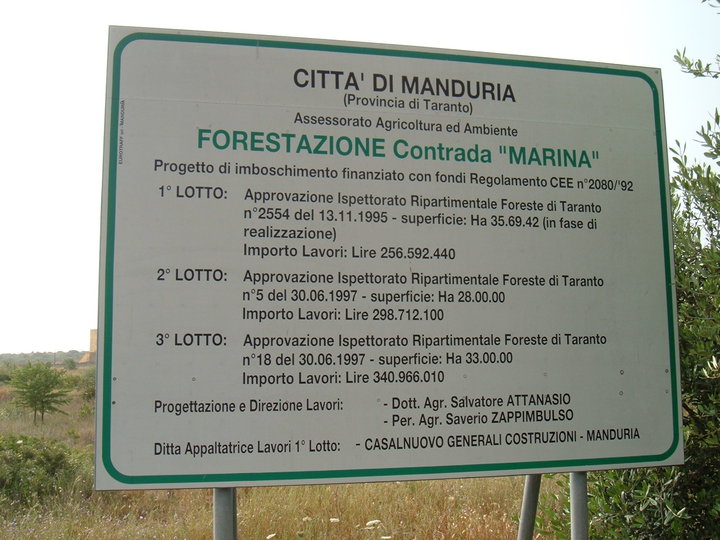 CITTA' DI MANDURIA
(Provincia di Taranto)
Assessorato Agricoltura ed Ambiente
FORESTAZIONE Contrada "MARINA"
Progetto di imboschimento finanziato con fondi Regolamento CEE n°2080/'92
1° LOTTO: Approvazione Ispettorato Ripartimentale Foreste di Taranto
n°2554 del 13.11.1995 - superficie: Ha 35.69.42 (in fase di
realizzazione)
Importo Lavori: Lire 256.592.440
2° LOTTO: Approvazione Ispettorato Ripartimentale Foreste di Taranto
n°5 del 30.06.1997 - superficie: Ha 28.00.00
Importo Lavori: Lire 298.712.100
3° LOTTO: Approvazione Ispettorato Ripartimentale Foreste di Taranto
n°18 del 30.06.1997 - superficie: Ha 33.00.00
Importo Lavori: Lire 340.966.010
Progettazione e Direzione Lavori: - Dott. Agr. Salvatore ATTANASIO
- Per. Agr. Saverio ZAPPIMBULSO
Ditta Appaltatrice Lavori 1° Lotto: - CASALNUOVO GENERALI COSTRUZIONI - MANDURIA
EUROTRAFF srl - MANDURIA